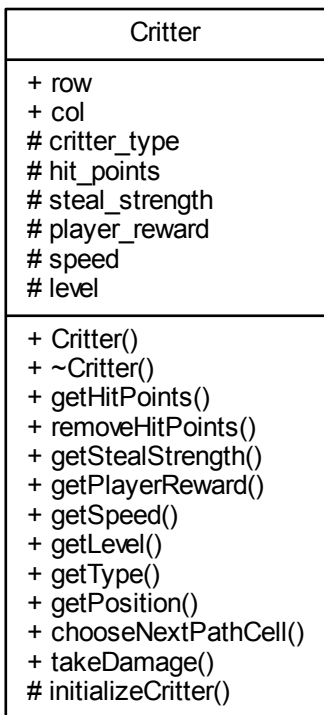 Critter
+ row
+ col
# critter_type
# hit_points
# steal_strength
# player_reward
# speed
# level
+ Critter()
+ ~Critter()
+ getHitPoints()
+ removeHitPoints()
+ getStealStrength()
+ getPlayerReward()
+ getSpeed()
+ getLevel()
+ getType()
+ getPosition()
+ chooseNextPathCell()
+ takeDamage()
# initializeCritter()